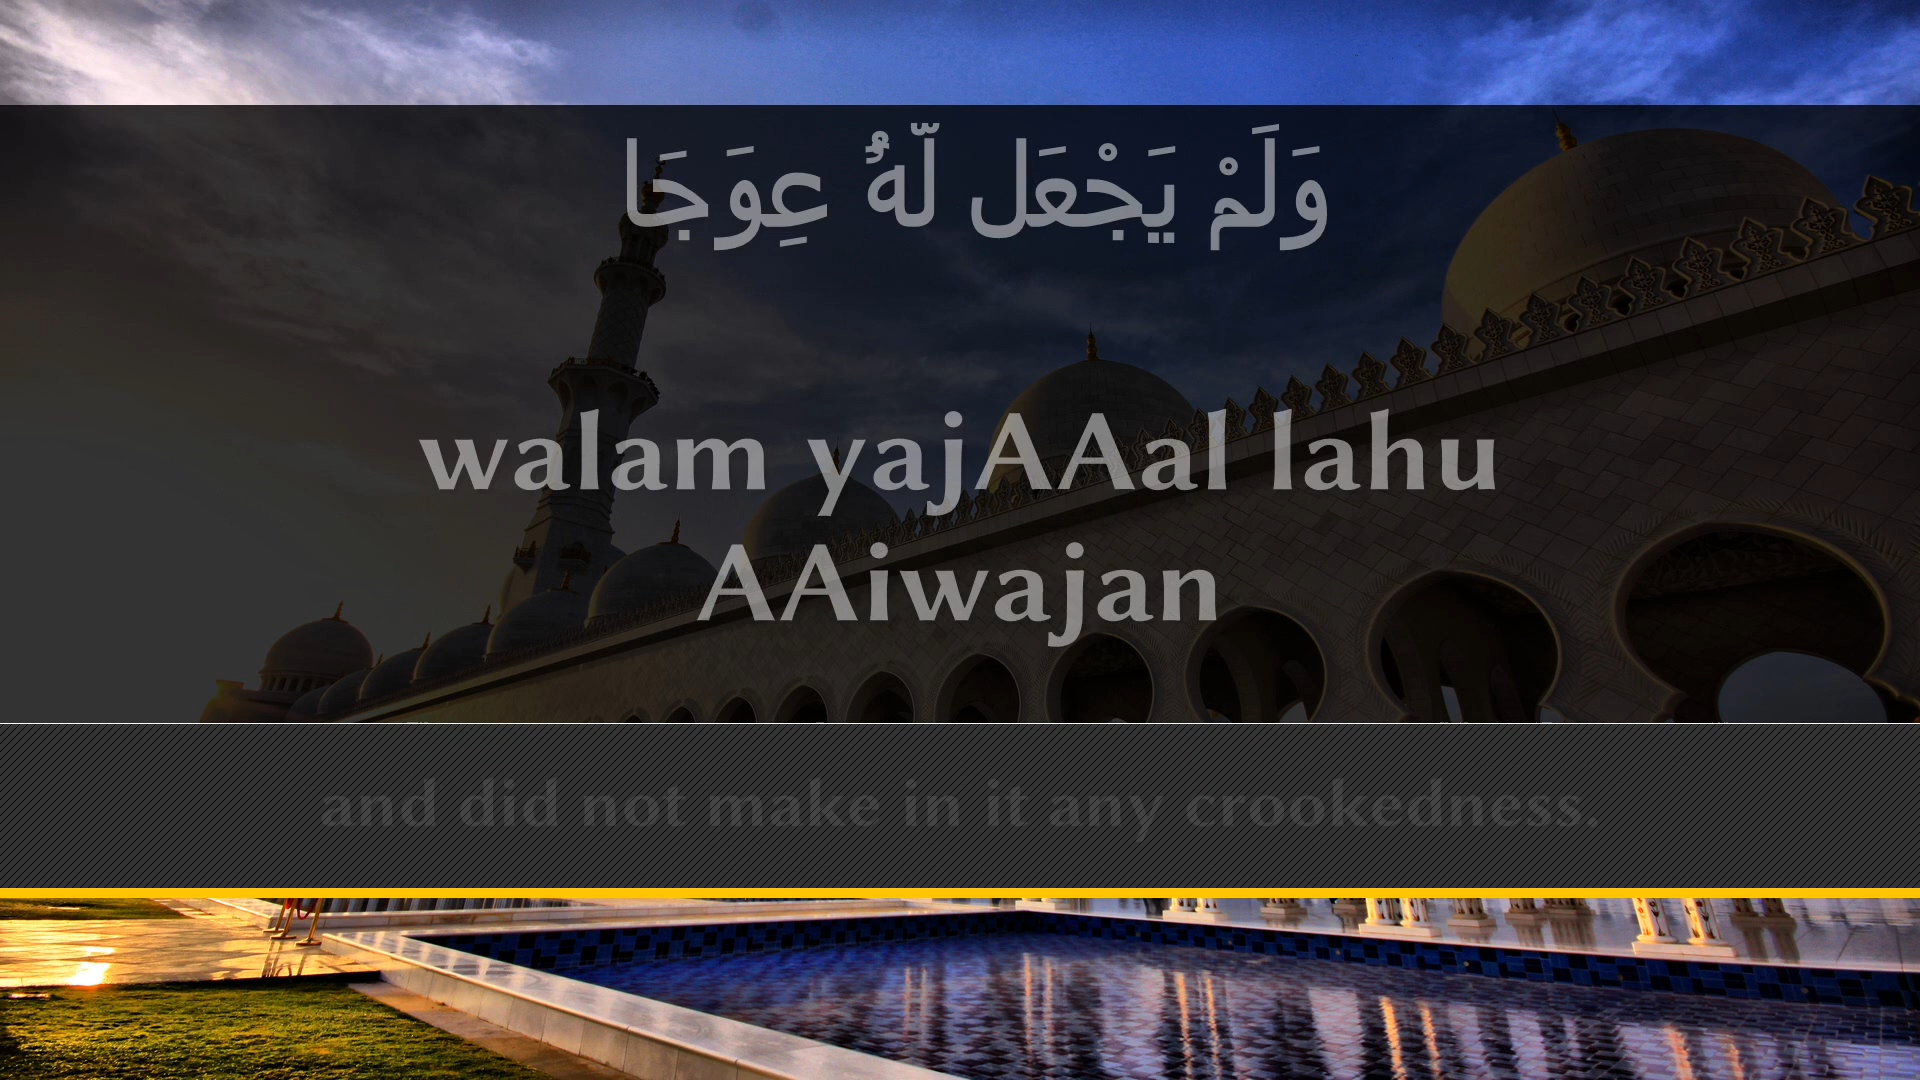 وَلَمْ يَجْعَل لَّهُۥ عِوَجَا
walam yajAAal lahu
AAiwajan
and did not make in it any crookedness.